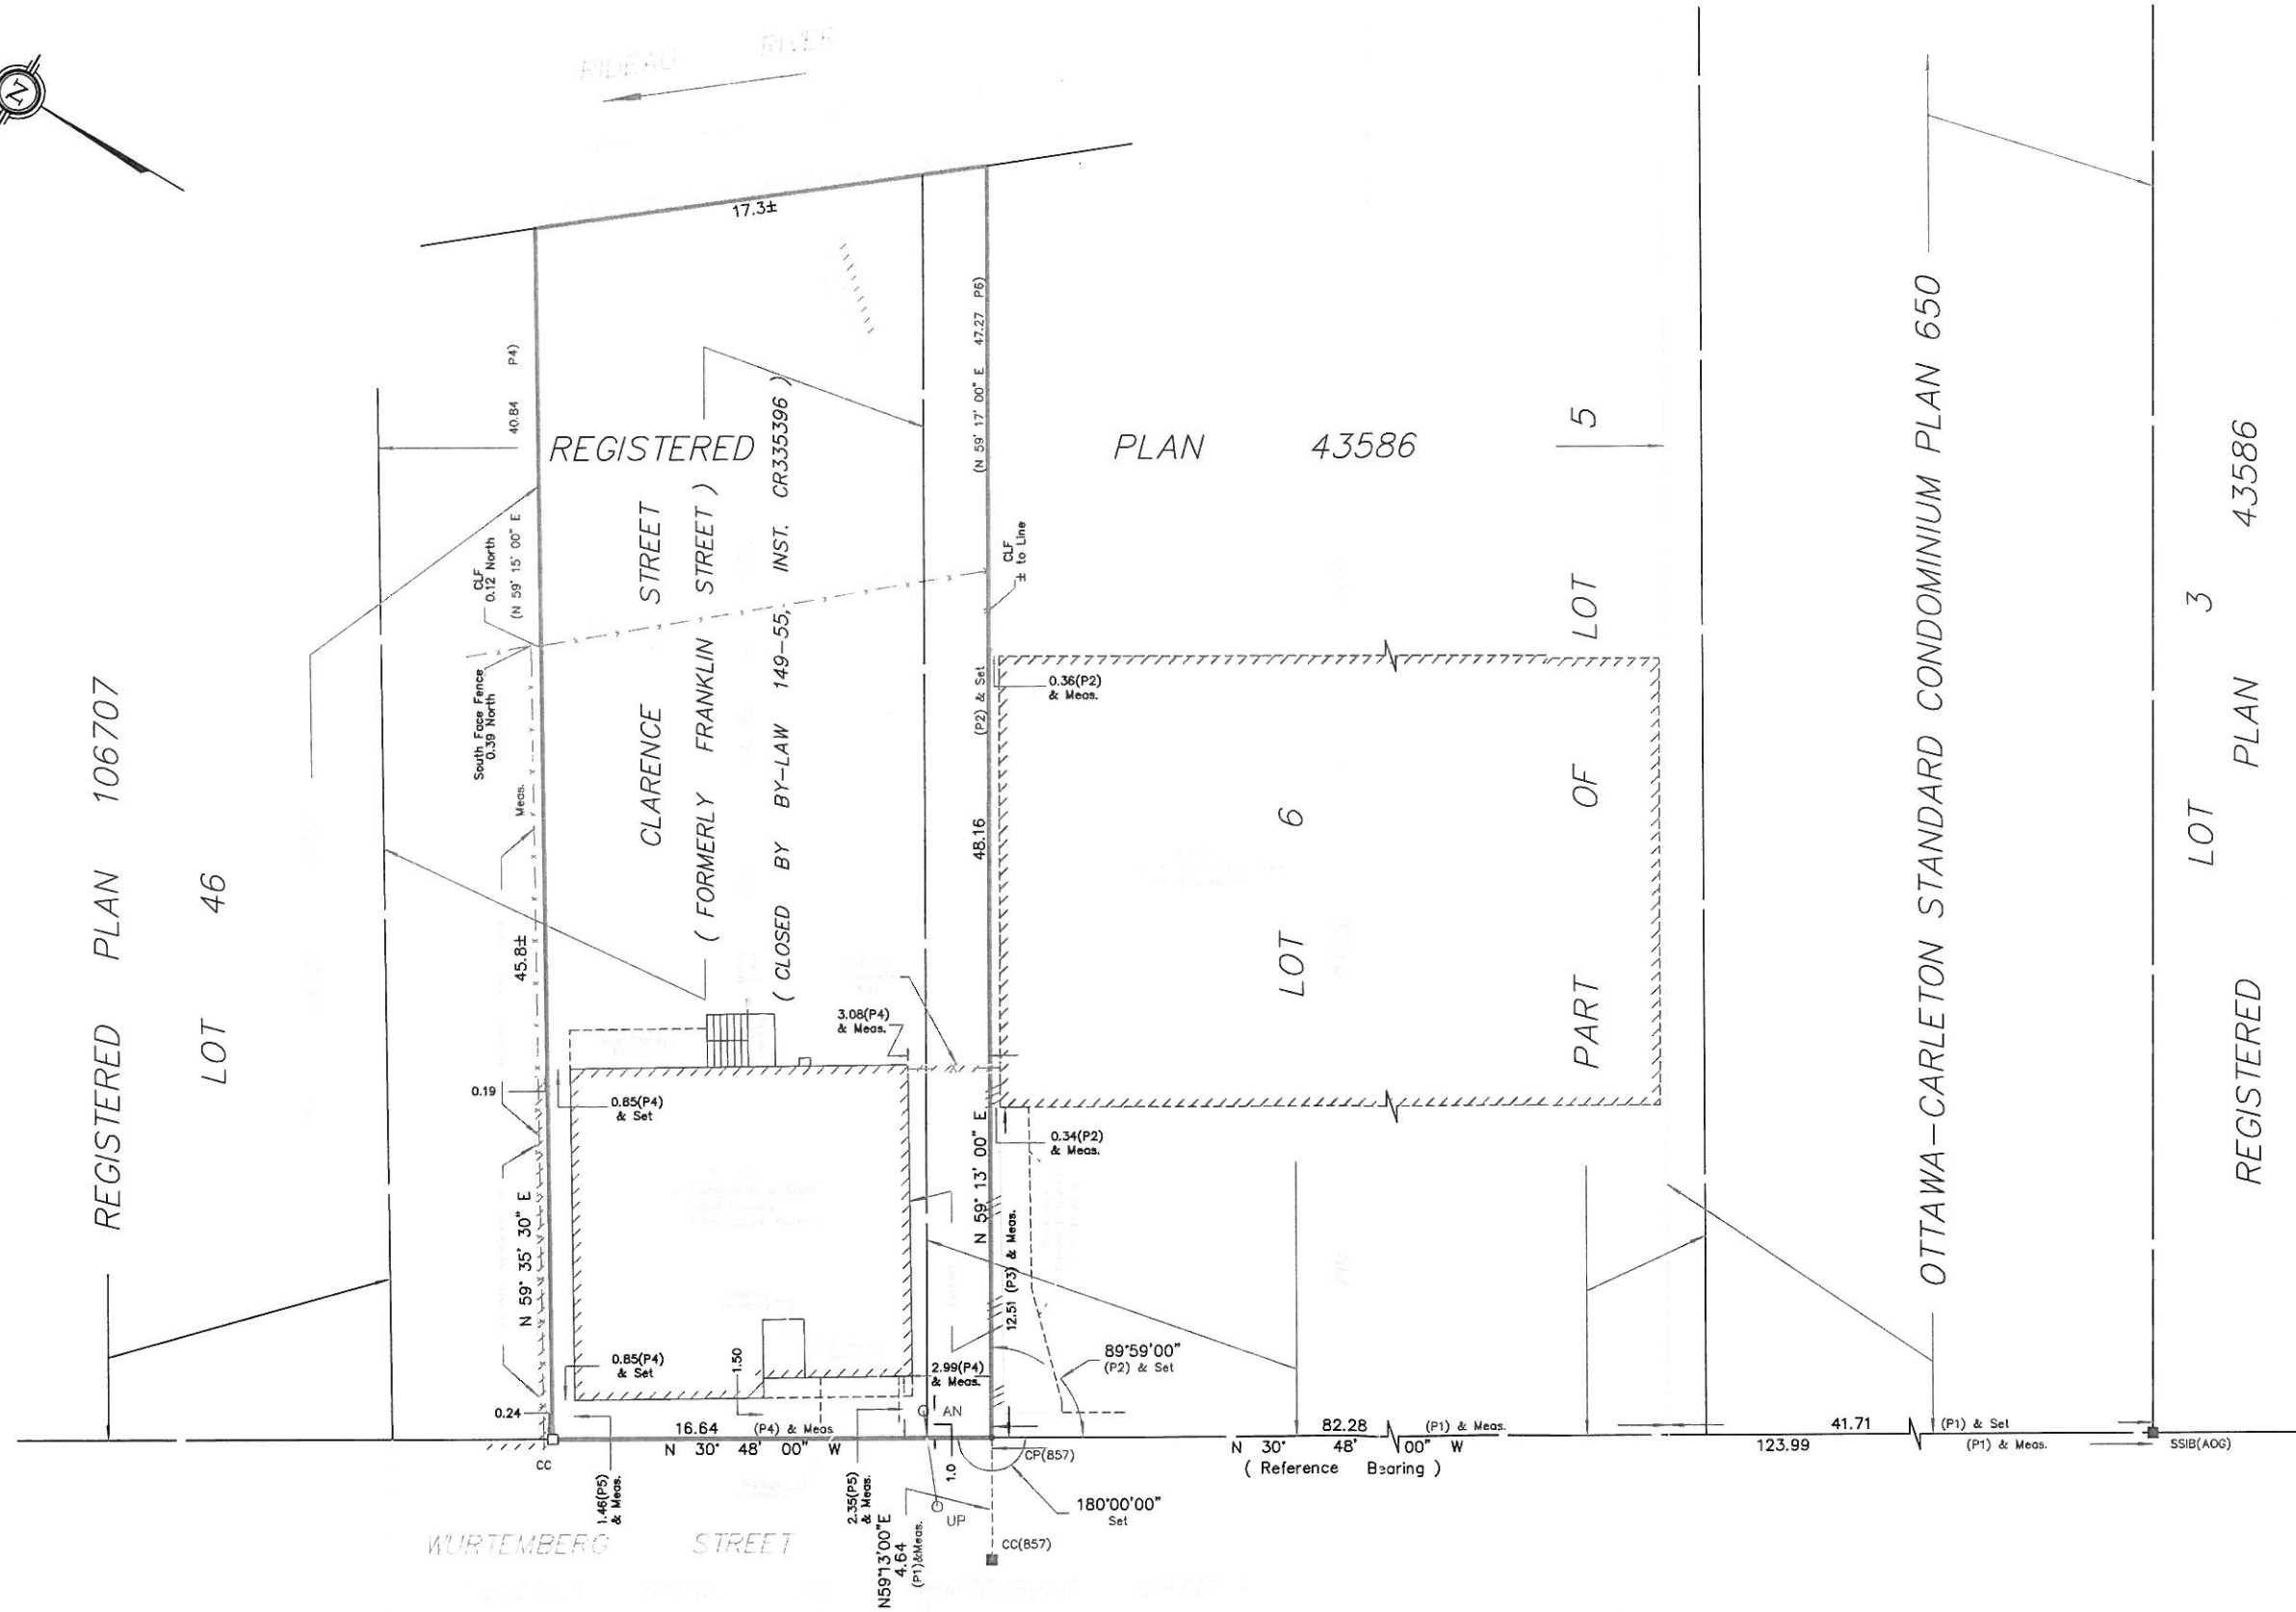 N
RIDEAU RIVER
17.3±
40.84 P4)
(N 59° 15' 00" E
(N 59° 17' 00" E 47.27 P6)
REGISTERED PLAN 43586
CLARENCE STREET
( FORMERLY FRANKLIN STREET )
( CLOSED BY BY-LAW 149-55, INST. CR335396 )
CLF
0.12 North
South Face Fence
0.39 North
CLF
± to Line
Meas.
45.8±
N 59° 35' 30" E
(P2) & Set
48.16
N 59° 13' 00" E
0.36(P2)
& Meas.
REGISTERED PLAN 106707
LOT 46
LOT 6
PART OF LOT 5
OTTAWA-CARLETON STANDARD CONDOMINIUM PLAN 650
LOT 3
REGISTERED PLAN 43586
3.08(P4)
& Meas.
0.19
0.85(P4)
& Set
0.34(P2)
& Meas.
12.51 (P3) & Meas.
89°59'00"
(P2) & Set
0.85(P4)
& Set
1.50
2.99(P4)
& Meas.
0.24
AN
16.64 (P4) & Meas
N 30° 48' 00" W
82.28 (P1) & Meas.
N 30° 48' 00" W
( Reference Bearing )
41.71 (P1) & Set
123.99 (P1) & Meas.
SSIB(AOG)
CC
1.46(P5)
& Meas.
2.35(P5)
& Meas.
1.0
CP(857)
180°00'00"
Set
N59°13'00"E
4.64
(P1)&Meas.
UP
CC(857)
WURTEMBERG STREET